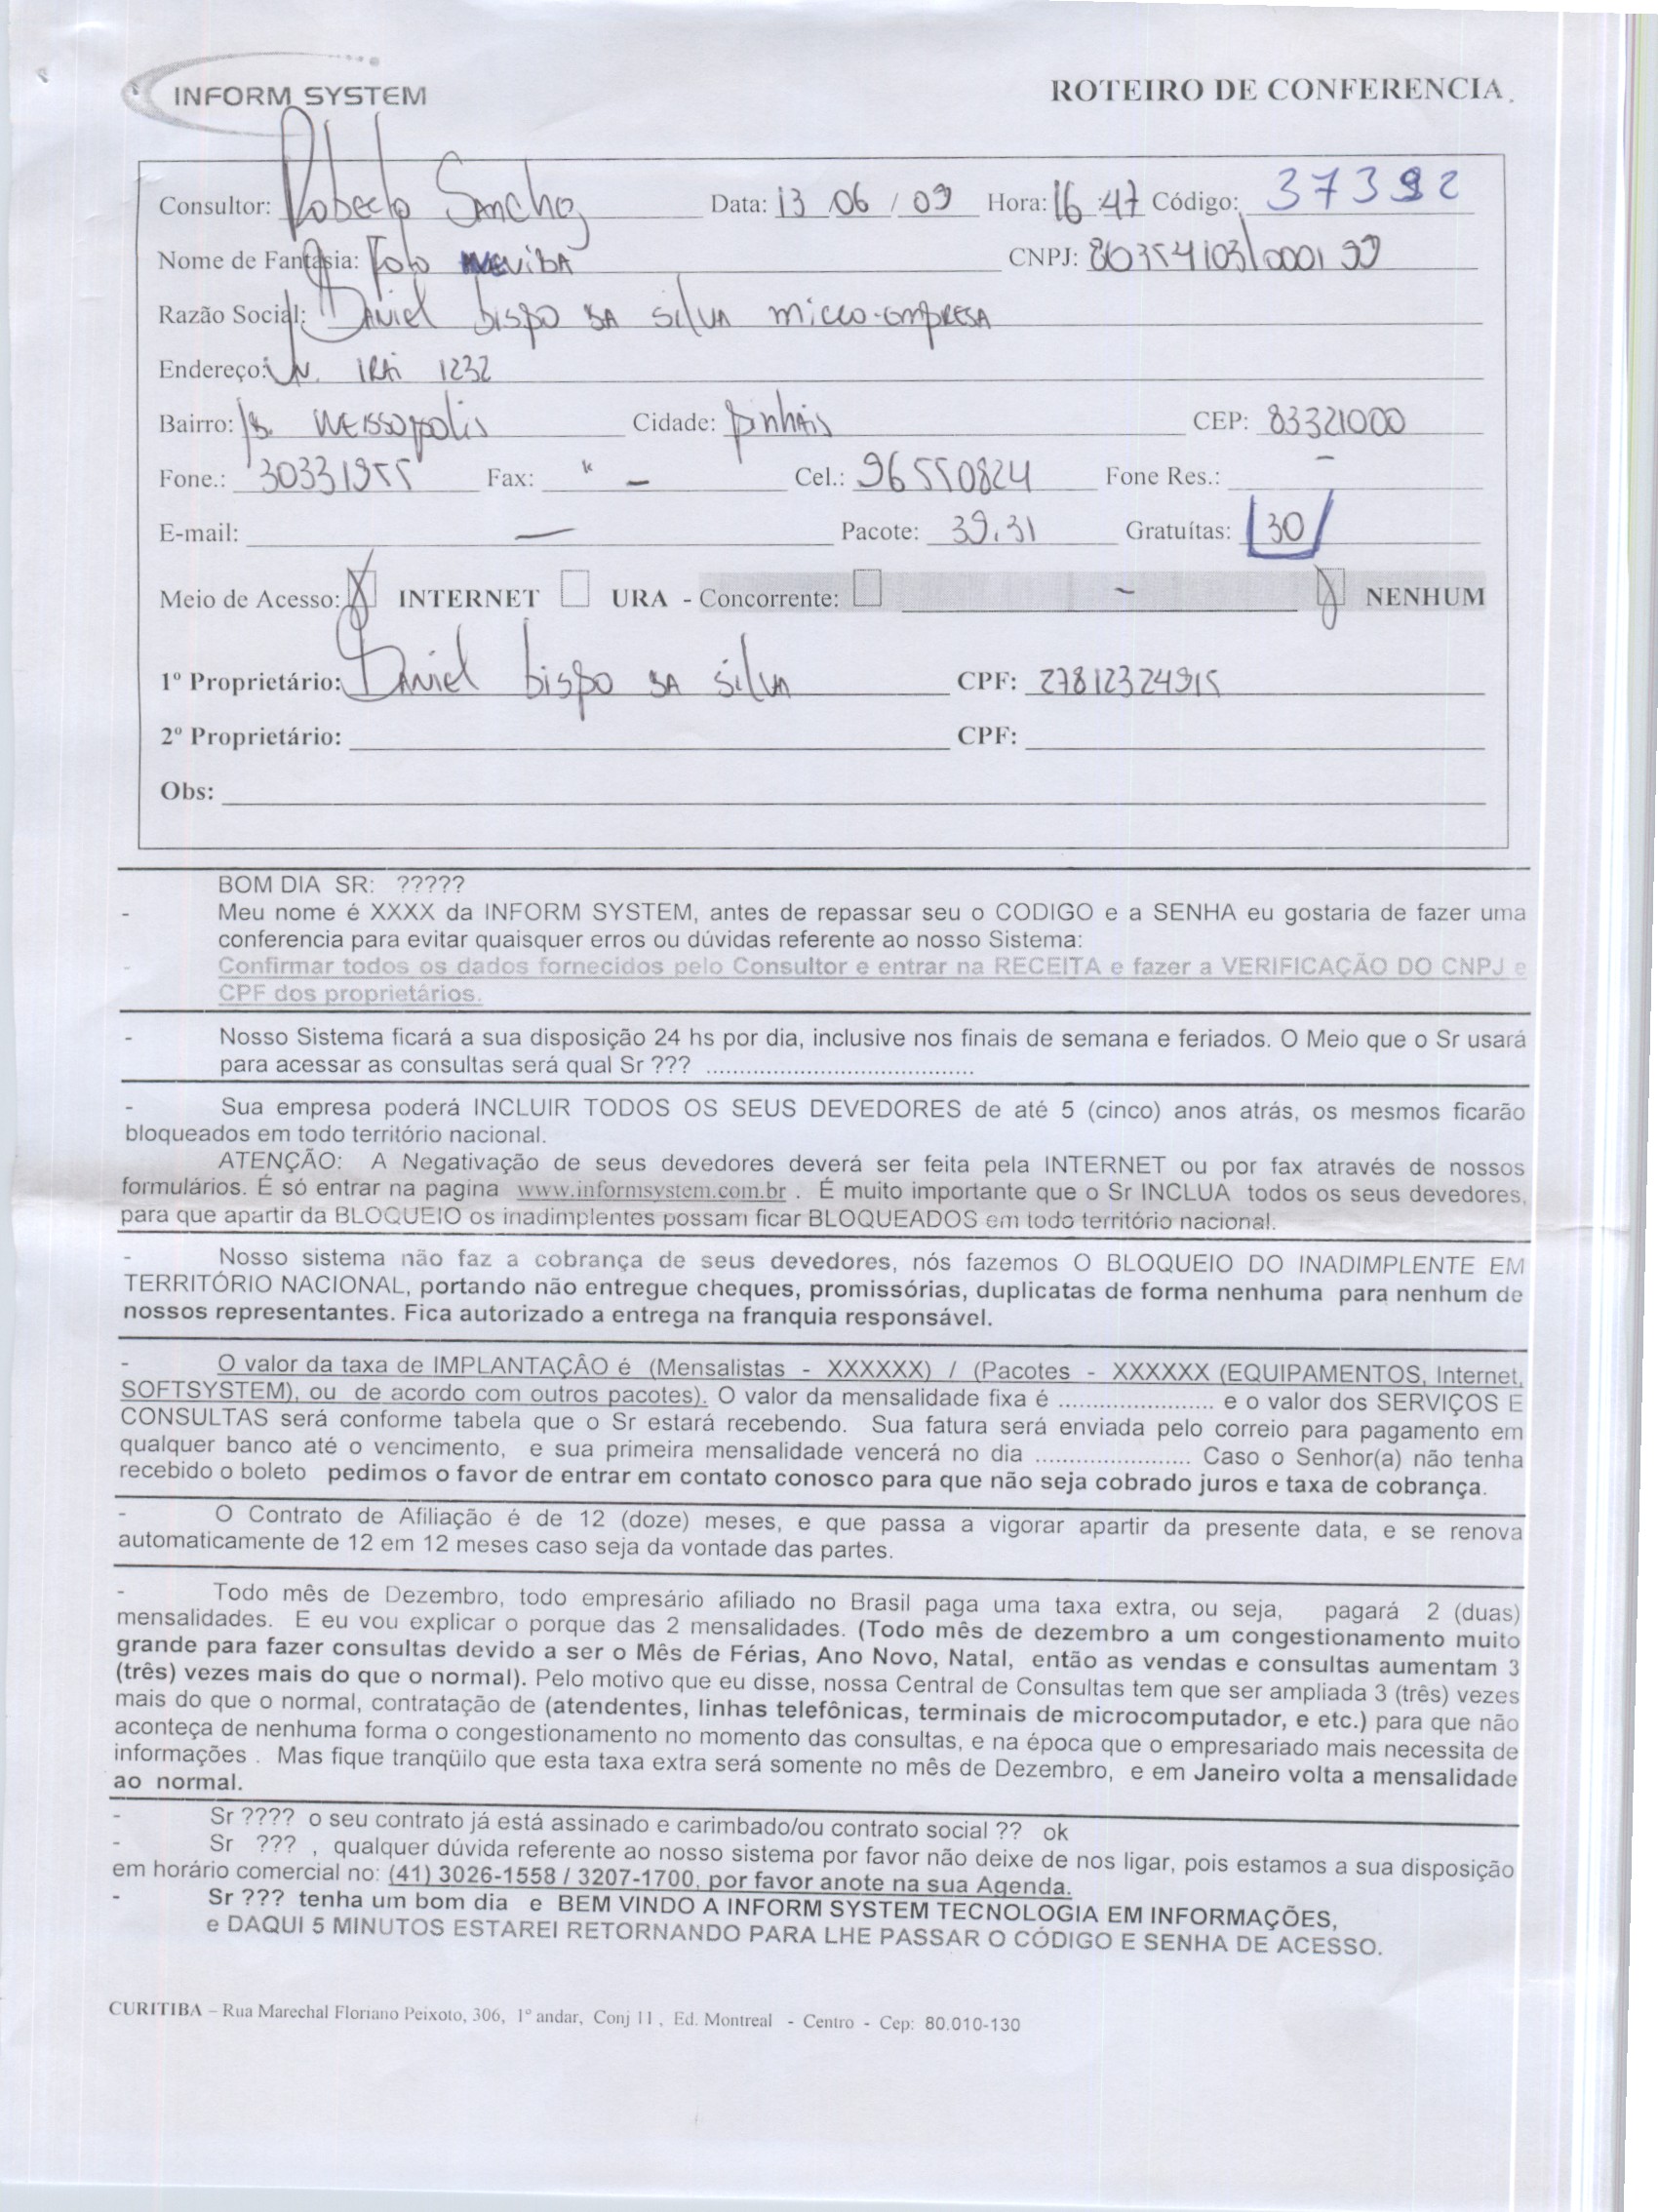 INFORM SYSTEM
ROTEIRO DE CONFERENCIA.
Consultor: Roberto Sanchez Data: 13 06 / 09 Hora: 16:47 Código: 37392
Nome de Fantasia: Foto CNPJ: 80354103/0001 99
Razão Social: Daniel bispo DA silva micro-empresa
Endereço: Av. IRAi 1232
Bairro: B. WEISSOpolis Cidade: pinhais CEP: 83321000
Fone.: 30331955 Fax: " - Cel.: 96550824 Fone Res.: -
E-mail: — Pacote: 39,31 Gratuítas: 30
Meio de Acesso: X INTERNET URA - Concorrente: - X NENHUM
1º Proprietário: Daniel bispo DA silva CPF: 27812324915
2º Proprietário: CPF:
Obs:
BOM DIA SR: ?????
- Meu nome é XXXX da INFORM SYSTEM, antes de repassar seu o CODIGO e a SENHA eu gostaria de fazer uma
conferencia para evitar quaisquer erros ou dúvidas referente ao nosso Sistema:
- Confirmar todos os dados fornecidos pelo Consultor e entrar na RECEITA e fazer a VERIFICAÇÃO DO CNPJ e
CPF dos proprietários.
- Nosso Sistema ficará a sua disposição 24 hs por dia, inclusive nos finais de semana e feriados. O Meio que o Sr usará
para acessar as consultas será qual Sr ??? ........................................
- Sua empresa poderá INCLUIR TODOS OS SEUS DEVEDORES de até 5 (cinco) anos atrás, os mesmos ficarão
bloqueados em todo território nacional.
ATENÇÃO: A Negativação de seus devedores deverá ser feita pela INTERNET ou por fax através de nossos
formulários. É só entrar na pagina www.informsystem.com.br . É muito importante que o Sr INCLUA todos os seus devedores,
para que apartir da BLOQUEIO os inadimplentes possam ficar BLOQUEADOS em todo território nacional.
- Nosso sistema não faz a cobrança de seus devedores, nós fazemos O BLOQUEIO DO INADIMPLENTE EM
TERRITÓRIO NACIONAL, portando não entregue cheques, promissórias, duplicatas de forma nenhuma para nenhum de
nossos representantes. Fica autorizado a entrega na franquia responsável.
- O valor da taxa de IMPLANTAÇÂO é (Mensalistas - XXXXXX) / (Pacotes - XXXXXX (EQUIPAMENTOS, Internet,
SOFTSYSTEM), ou de acordo com outros pacotes). O valor da mensalidade fixa é ....................... e o valor dos SERVIÇOS E
CONSULTAS será conforme tabela que o Sr estará recebendo. Sua fatura será enviada pelo correio para pagamento em
qualquer banco até o vencimento, e sua primeira mensalidade vencerá no dia ....................... Caso o Senhor(a) não tenha
recebido o boleto pedimos o favor de entrar em contato conosco para que não seja cobrado juros e taxa de cobrança.
- O Contrato de Afiliação é de 12 (doze) meses, e que passa a vigorar apartir da presente data, e se renova
automaticamente de 12 em 12 meses caso seja da vontade das partes.
- Todo mês de Dezembro, todo empresário afiliado no Brasil paga uma taxa extra, ou seja, pagará 2 (duas)
mensalidades. E eu vou explicar o porque das 2 mensalidades. (Todo mês de dezembro a um congestionamento muito
grande para fazer consultas devido a ser o Mês de Férias, Ano Novo, Natal, então as vendas e consultas aumentam 3
(três) vezes mais do que o normal). Pelo motivo que eu disse, nossa Central de Consultas tem que ser ampliada 3 (três) vezes
mais do que o normal, contratação de (atendentes, linhas telefônicas, terminais de microcomputador, e etc.) para que não
aconteça de nenhuma forma o congestionamento no momento das consultas, e na época que o empresariado mais necessita de
informações . Mas fique tranqüilo que esta taxa extra será somente no mês de Dezembro, e em Janeiro volta a mensalidade
ao normal.
- Sr ???? o seu contrato já está assinado e carimbado/ou contrato social ?? ok
- Sr ??? , qualquer dúvida referente ao nosso sistema por favor não deixe de nos ligar, pois estamos a sua disposição
em horário comercial no: (41) 3026-1558 / 3207-1700, por favor anote na sua Agenda.
- Sr ??? tenha um bom dia e BEM VINDO A INFORM SYSTEM TECNOLOGIA EM INFORMAÇÕES,
e DAQUI 5 MINUTOS ESTAREI RETORNANDO PARA LHE PASSAR O CÓDIGO E SENHA DE ACESSO.
CURITIBA – Rua Marechal Floriano Peixoto, 306, 1º andar, Conj 11 , Ed. Montreal - Centro - Cep: 80.010-130